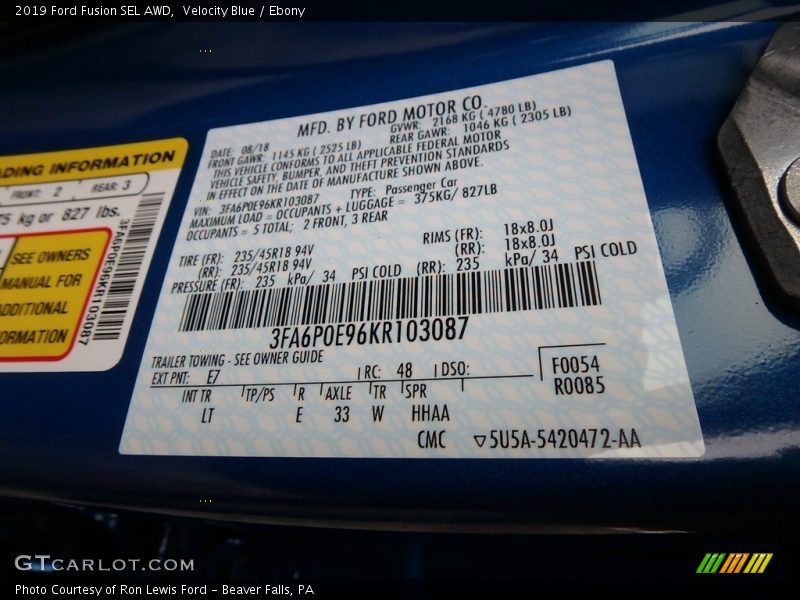 2019 Ford Fusion SEL AWD,  Velocity Blue / Ebony
ADING INFORMATION
FRONT: 2 REAR: 3
75 kg or 827 lbs.
SEE OWNERS
MANUAL FOR
ADDITIONAL
ORMATION
3FA6P0E96KR103087
MFD. BY FORD MOTOR CO.
DATE: 08/18 GVWR: 2168 KG ( 4780 LB)
FRONT GAWR: 1145 KG ( 2525 LB) REAR GAWR: 1046 KG ( 2305 LB)
THIS VEHICLE CONFORMS TO ALL APPLICABLE FEDERAL MOTOR
VEHICLE SAFETY, BUMPER, AND THEFT PREVENTION STANDARDS
IN EFFECT ON THE DATE OF MANUFACTURE SHOWN ABOVE.
VIN: 3FA6P0E96KR103087 TYPE: Passenger Car
MAXIMUM LOAD = OCCUPANTS + LUGGAGE = 375KG/ 827LB
OCCUPANTS = 5 TOTAL; 2 FRONT, 3 REAR
TIRE (FR): 235/45R18 94V RIMS (FR): 18x8.0J
(RR): 235/45R18 94V (RR): 18x8.0J
PRESSURE (FR): 235 kPa/ 34 PSI COLD (RR): 235 kPa/ 34 PSI COLD
3FA6P0E96KR103087
TRAILER TOWING - SEE OWNER GUIDE
EXT PNT: E7 RC: 48 DSO:
F0054
R0085
INT TR TP/PS R AXLE TR SPR
LT E 33 W HHAA
CMC ▽5U5A-5420472-AA
GTCARLOT.COM
Photo Courtesy of Ron Lewis Ford - Beaver Falls, PA